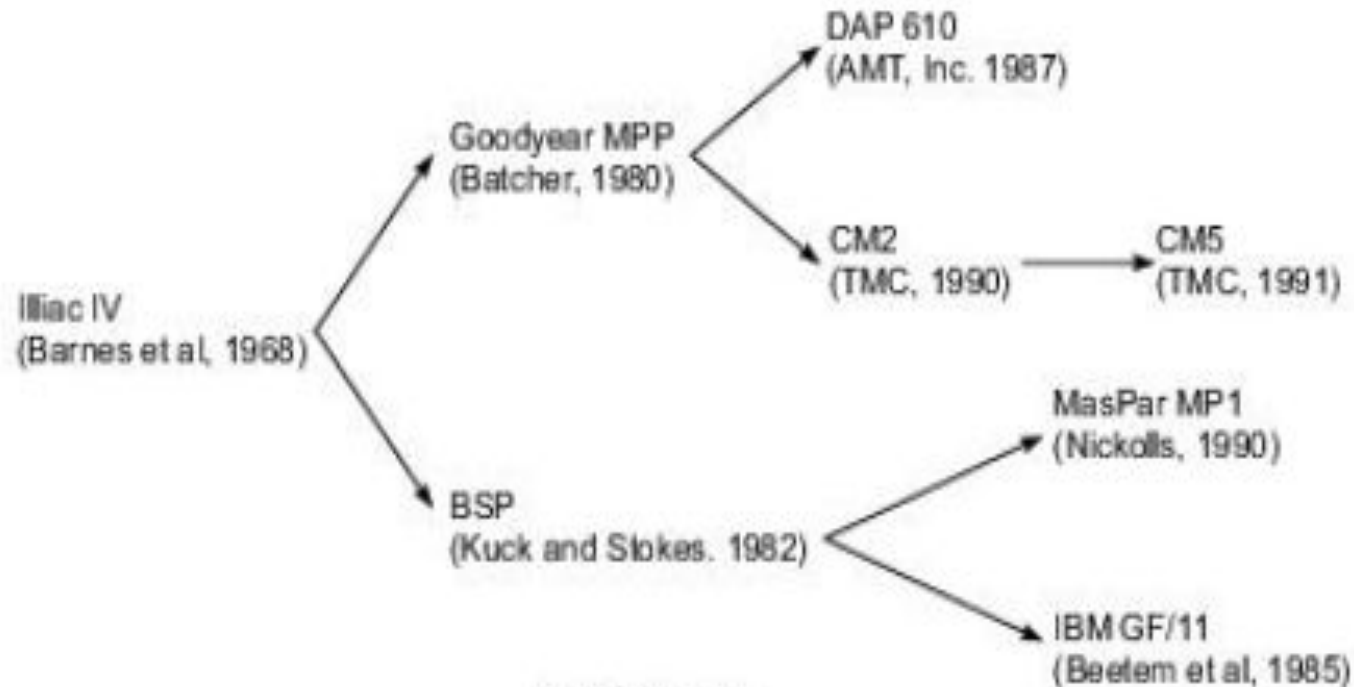 DAP 610
(AMT, Inc. 1987)
Goodyear MPP
(Batcher, 1980)
CM2
(TMC, 1990)
CM5
(TMC, 1991)
Illiac IV
(Barnes et al, 1968)
MasPar MP1
(Nickolls, 1990)
BSP
(Kuck and Stokes. 1982)
IBM GF/11
(Beetem et al, 1985)